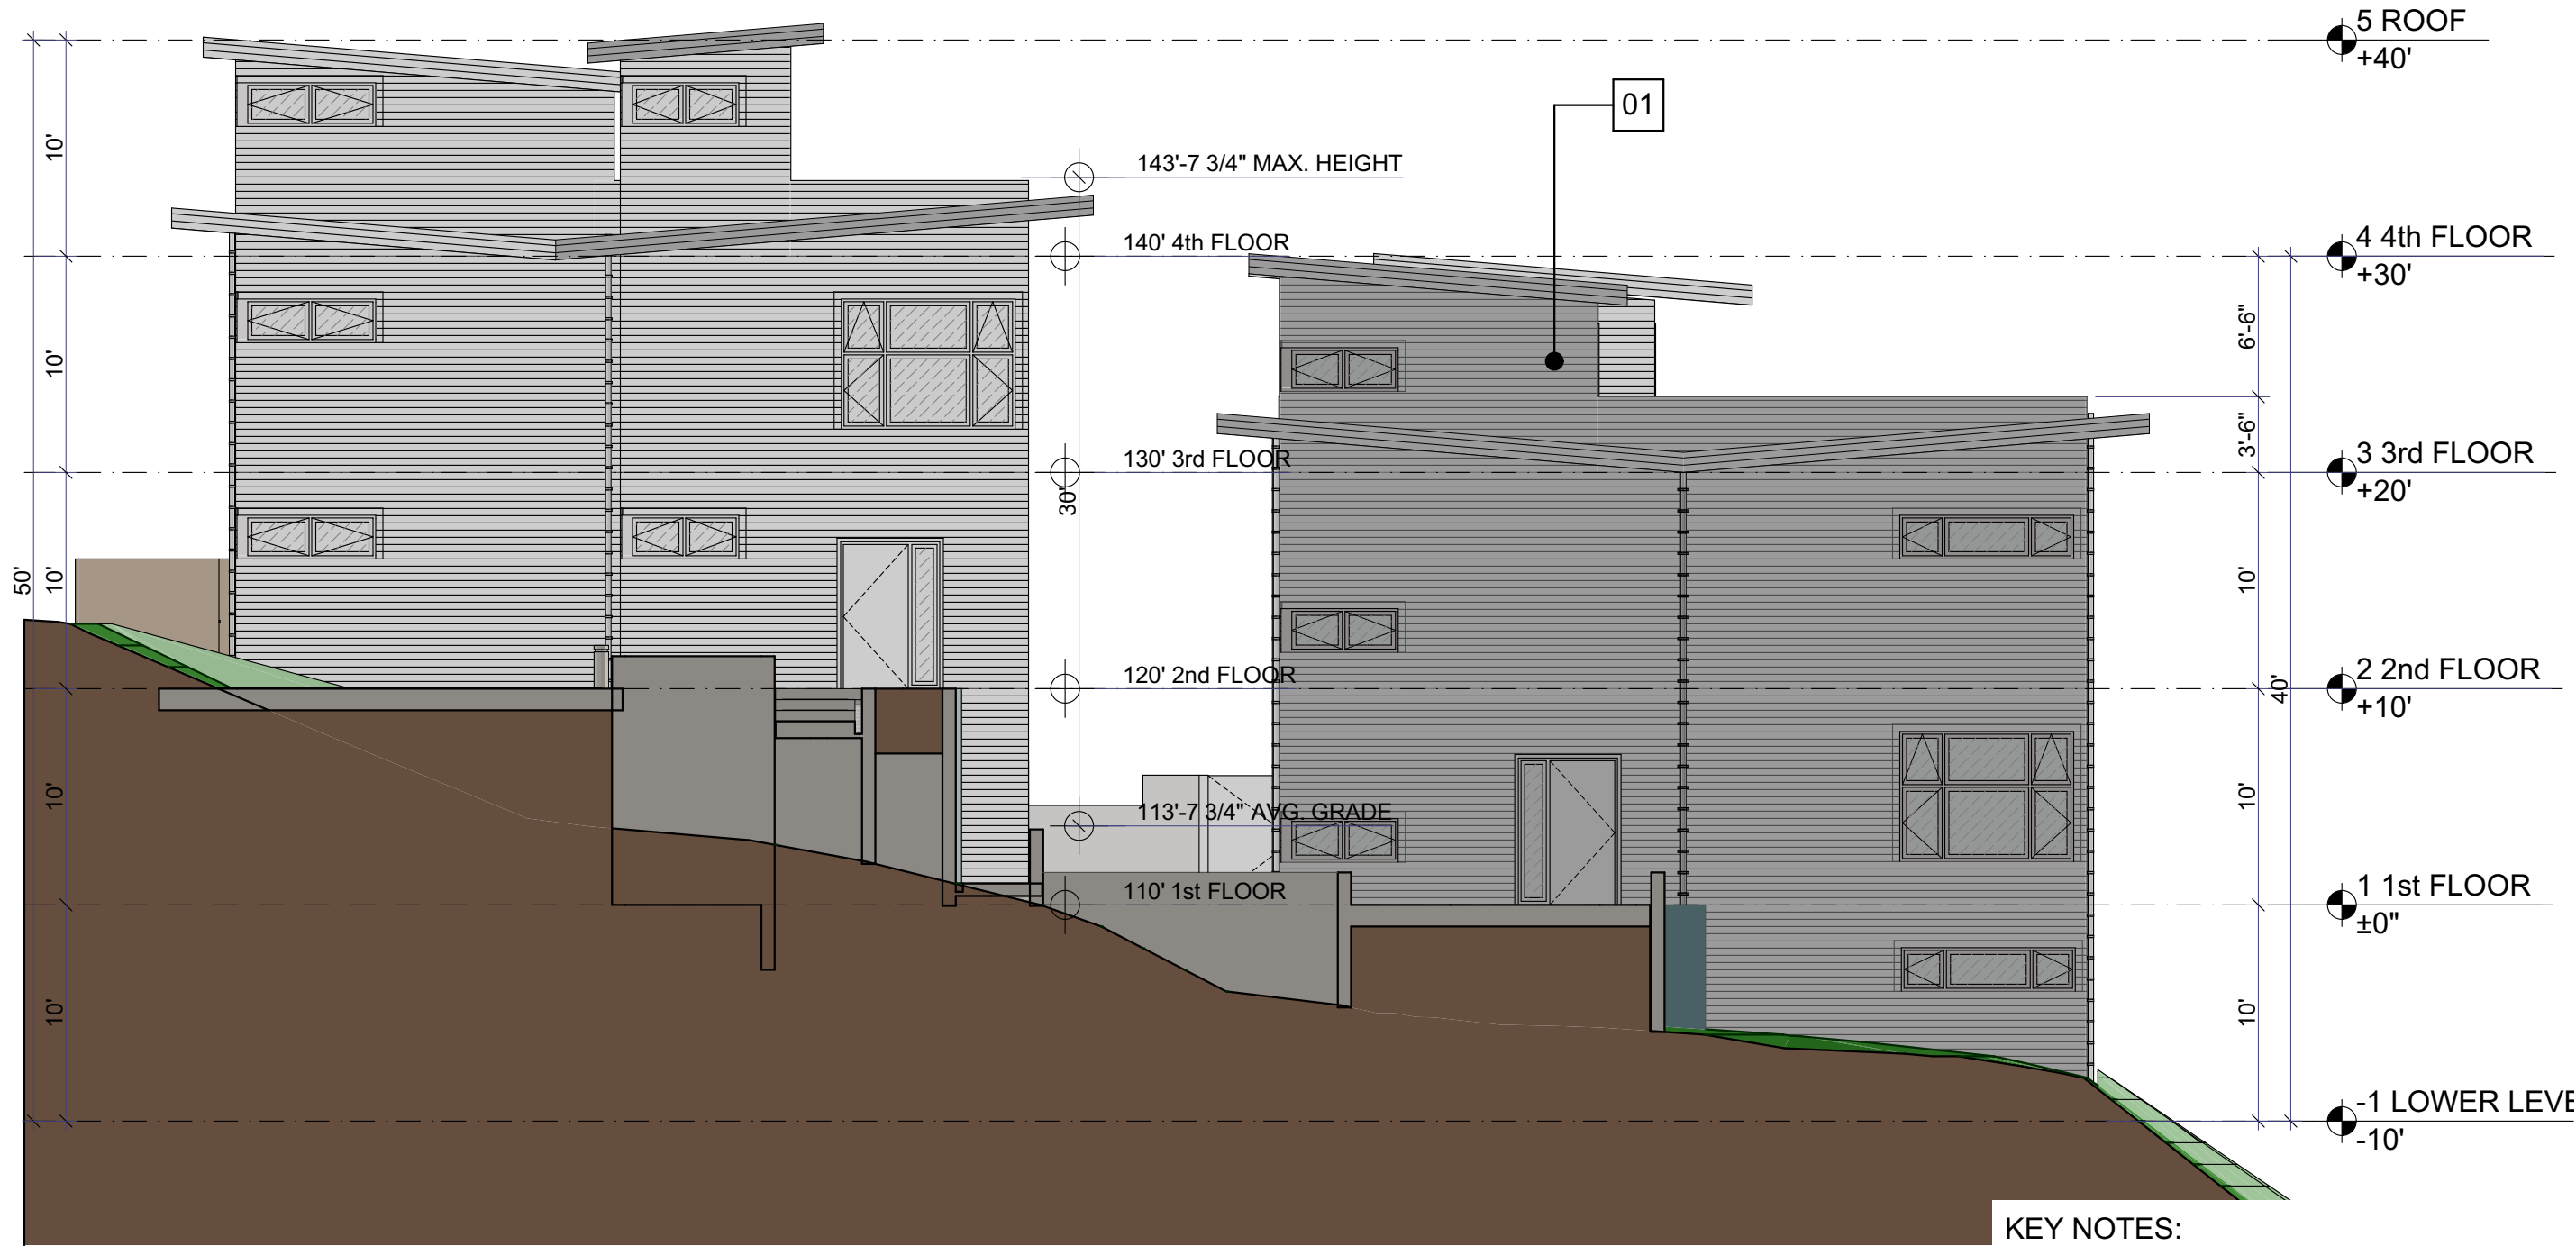 5 ROOF
+40'
01
10'
143'-7 3/4" MAX. HEIGHT
140' 4th FLOOR
4 4th FLOOR
+30'
6'-6"
10'
3'-6"
130' 3rd FLOOR
3 3rd FLOOR
+20'
30'
50'
10'
10'
120' 2nd FLOOR
2 2nd FLOOR
+10'
40'
10'
10'
113'-7 3/4" AVG. GRADE
110' 1st FLOOR
1 1st FLOOR
±0"
10'
10'
-1 LOWER LEVE
-10'
KEY NOTES: